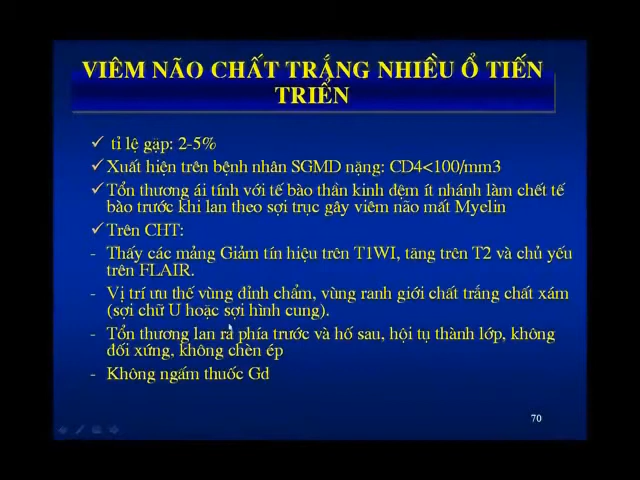 VIÊM NÃO CHẤT TRẮNG NHIỀU Ổ TIẾN
TRIỂN
✓ tỉ lệ gặp: 2-5%
✓ Xuất hiện trên bệnh nhân SGMD nặng: CD4<100/mm3
✓ Tổn thương ái tính với tế bào thần kinh đệm ít nhánh làm chết tế
bào trước khi lan theo sợi trục gây viêm não mất Myelin
✓ Trên CHT:
- Thấy các mảng Giảm tín hiệu trên T1WI, tăng trên T2 và chủ yếu
trên FLAIR.
- Vị trí ưu thế vùng đỉnh chẩm, vùng ranh giới chất trắng chất xám
(sợi chữ U hoặc sợi hình cung).
- Tổn thương lan ra phía trước và hố sau, hội tụ thành lớp, không
đối xứng, không chèn ép
- Không ngấm thuốc Gd
70